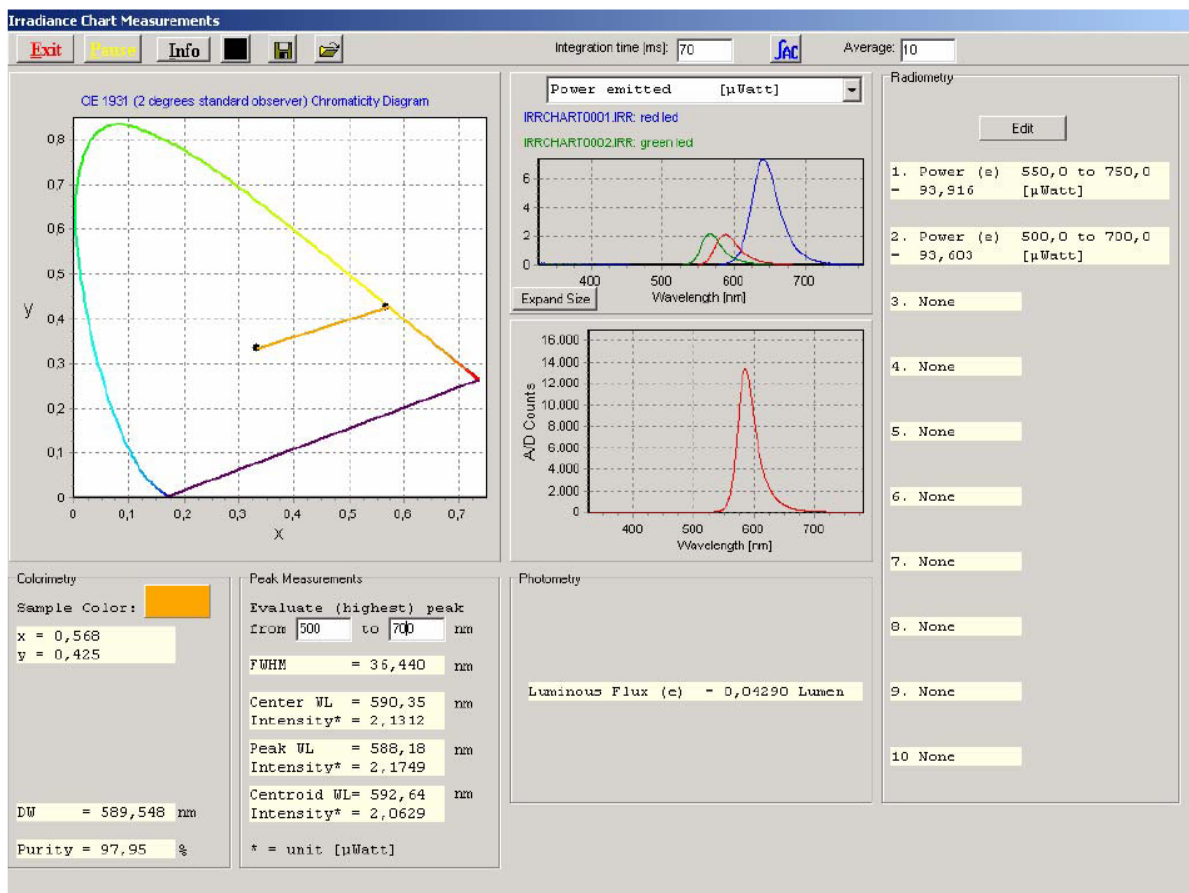 Irradiance Chart Measurements
Exit Pause Info Integration time [ms]: 70 ∫AC Average: 10
CIE 1931 (2 degrees standard observer) Chromaticity Diagram
0,8
0,7
0,6
0,5
0,4
0,3
0,2
0,1
0
y
0 0,1 0,2 0,3 0,4 0,5 0,6 0,7
x
Power emitted [µWatt]
IRRCHART0001.IRR: red led
IRRCHART0002.IRR: green led
6
4
2
0
400 500 600 700
Expand Size Wavelength [nm]
16.000
14.000
12.000
10.000
8.000
6.000
4.000
2.000
0
A/D Counts
400 500 600 700
Wavelength [nm]
Radiometry
Edit
1. Power (e) 550,0 to 750,0
= 93,916 [µWatt]
2. Power (e) 500,0 to 700,0
= 93,603 [µWatt]
3. None
4. None
5. None
6. None
7. None
8. None
9. None
10 None
Colorimetry
Sample Color:
x = 0,568
y = 0,425
DW = 589,548 nm
Purity = 97,95 %
Peak Measurements
Evaluate (highest) peak
from 500 to 700 nm
FWHM = 36,440 nm
Center WL = 590,35 nm
Intensity* = 2,1312
Peak WL = 588,18 nm
Intensity* = 2,1749
Centroid WL= 592,64 nm
Intensity* = 2,0629
* = unit [µWatt]
Photometry
Luminous Flux (e) = 0,04290 Lumen